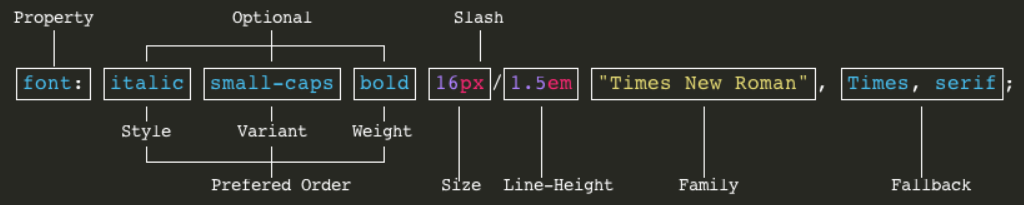 Property Optional Slash
font: italic small-caps bold 16px/1.5em "Times New Roman", Times, serif;
Style Variant Weight
Prefered Order Size Line-Height Family Fallback